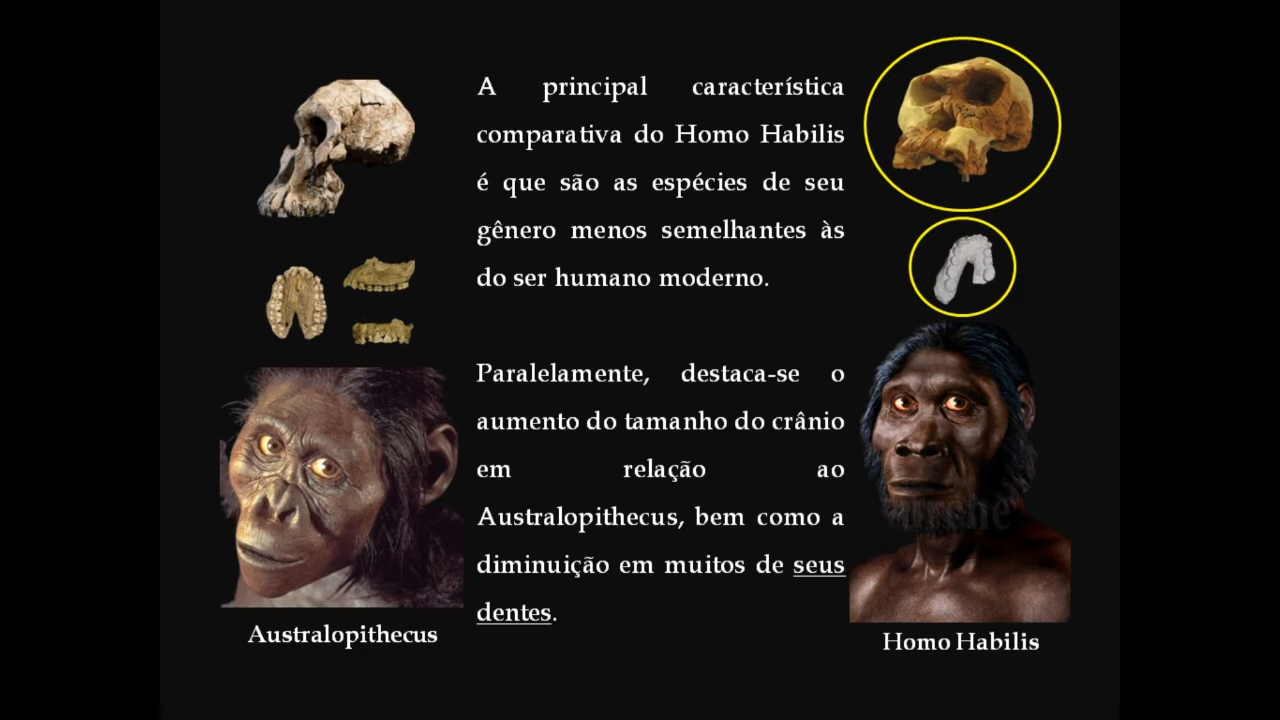 A principal característica
comparativa do Homo Habilis
é que são as espécies de seu
gênero menos semelhantes às
do ser humano moderno.
Paralelamente, destaca-se o
aumento do tamanho do crânio
em relação ao
Australopithecus, bem como a
diminuição em muitos de seus
dentes.
Australopithecus
Homo Habilis